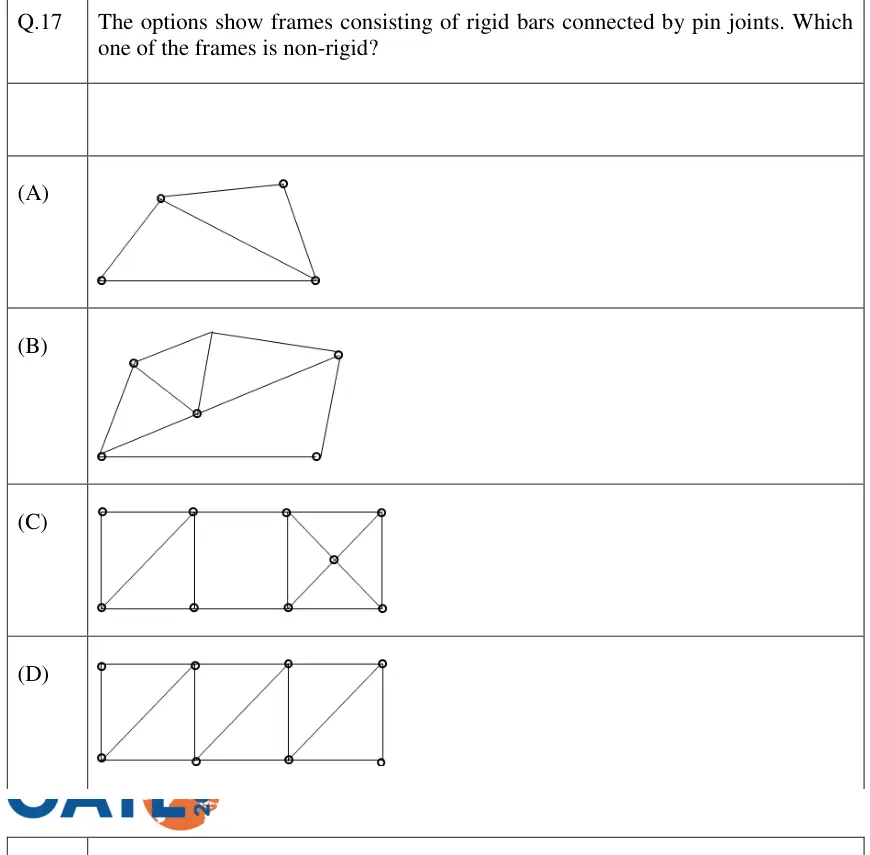 Q.17 The options show frames consisting of rigid bars connected by pin joints. Which
one of the frames is non-rigid?
(A)
(B)
(C)
(D)